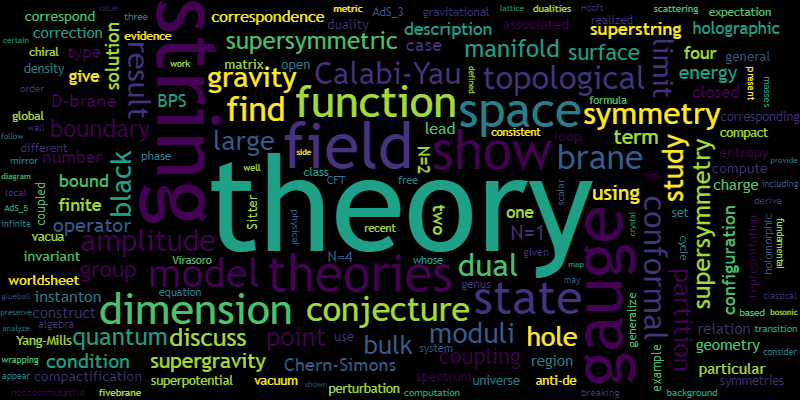 value
three
metric
AdS_3
gravitational
lattice
dualities
Hooft
scattering
expectation
correspond
certain
evidence
string
correspondence
duality
associated
realized
superstring
holographic
correction
chiral
type
solution
result
supersymmetric
description
case
manifold
surface
limit
four
general
density
work
matrix
open
give
gravity
Calabi-Yau
defined
topological
energy
present
masses
order
D-brane
BPS
find
function
space
formula
closed
symmetry
corresponding
global
wall
boundary
large
field
lead
consistent
loop
show
term
compact
follow
different
number
black
well
side
N=2
class
brane
study
entropy
mirror
phase
theory
compute
diagram
bound
CFT
free
using
supersymmetry
charge
provide
including
local
coupled
finite
Sitter
physical
recent
two
one
scalar
gauge
first
derive
AdS_5
operator
N=1
crystal
conformal
set
configuration
representation
holomorphic
fundamental
infinite
vacua
amplitude
N=4
whose
given
cycle
invariant
Virasoro
dual
map
partition
worksheet
group
model
theories
genus
may
state
relation
classical
glueball
instanton
equation
dimension
conjecture
generalize
based
transition
preserve
construct
algebra
moduli
hole
bosonic
analyze
Yang-Mills
quantum
discuss
point
use
bulk
system
example
geometry
consider
wrapping
condition
supergravity
Chern-Simons
coupling
region
particular
appear
compactification
superpotential
vacuum
perturbation
spectrum
universe
anti-de
symmetries
noncommutative
fivebrane
shown
computation
breaking
background